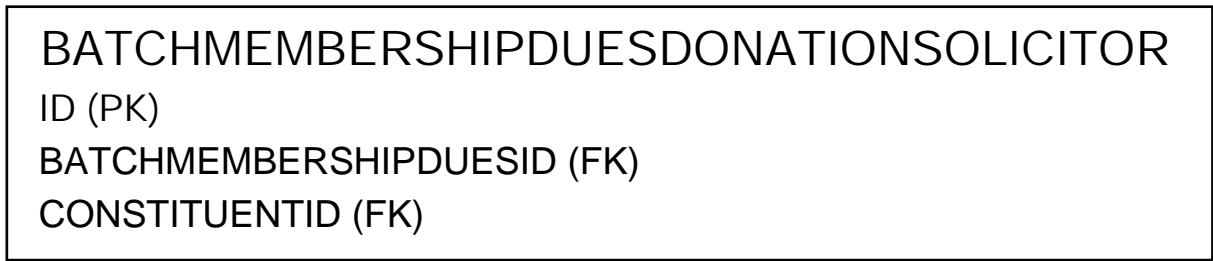 BATCHMEMBERSHIPDUESDONATIONSOLICITOR
ID (PK)
BATCHMEMBERSHIPDUESID (FK)
CONSTITUENTID (FK)